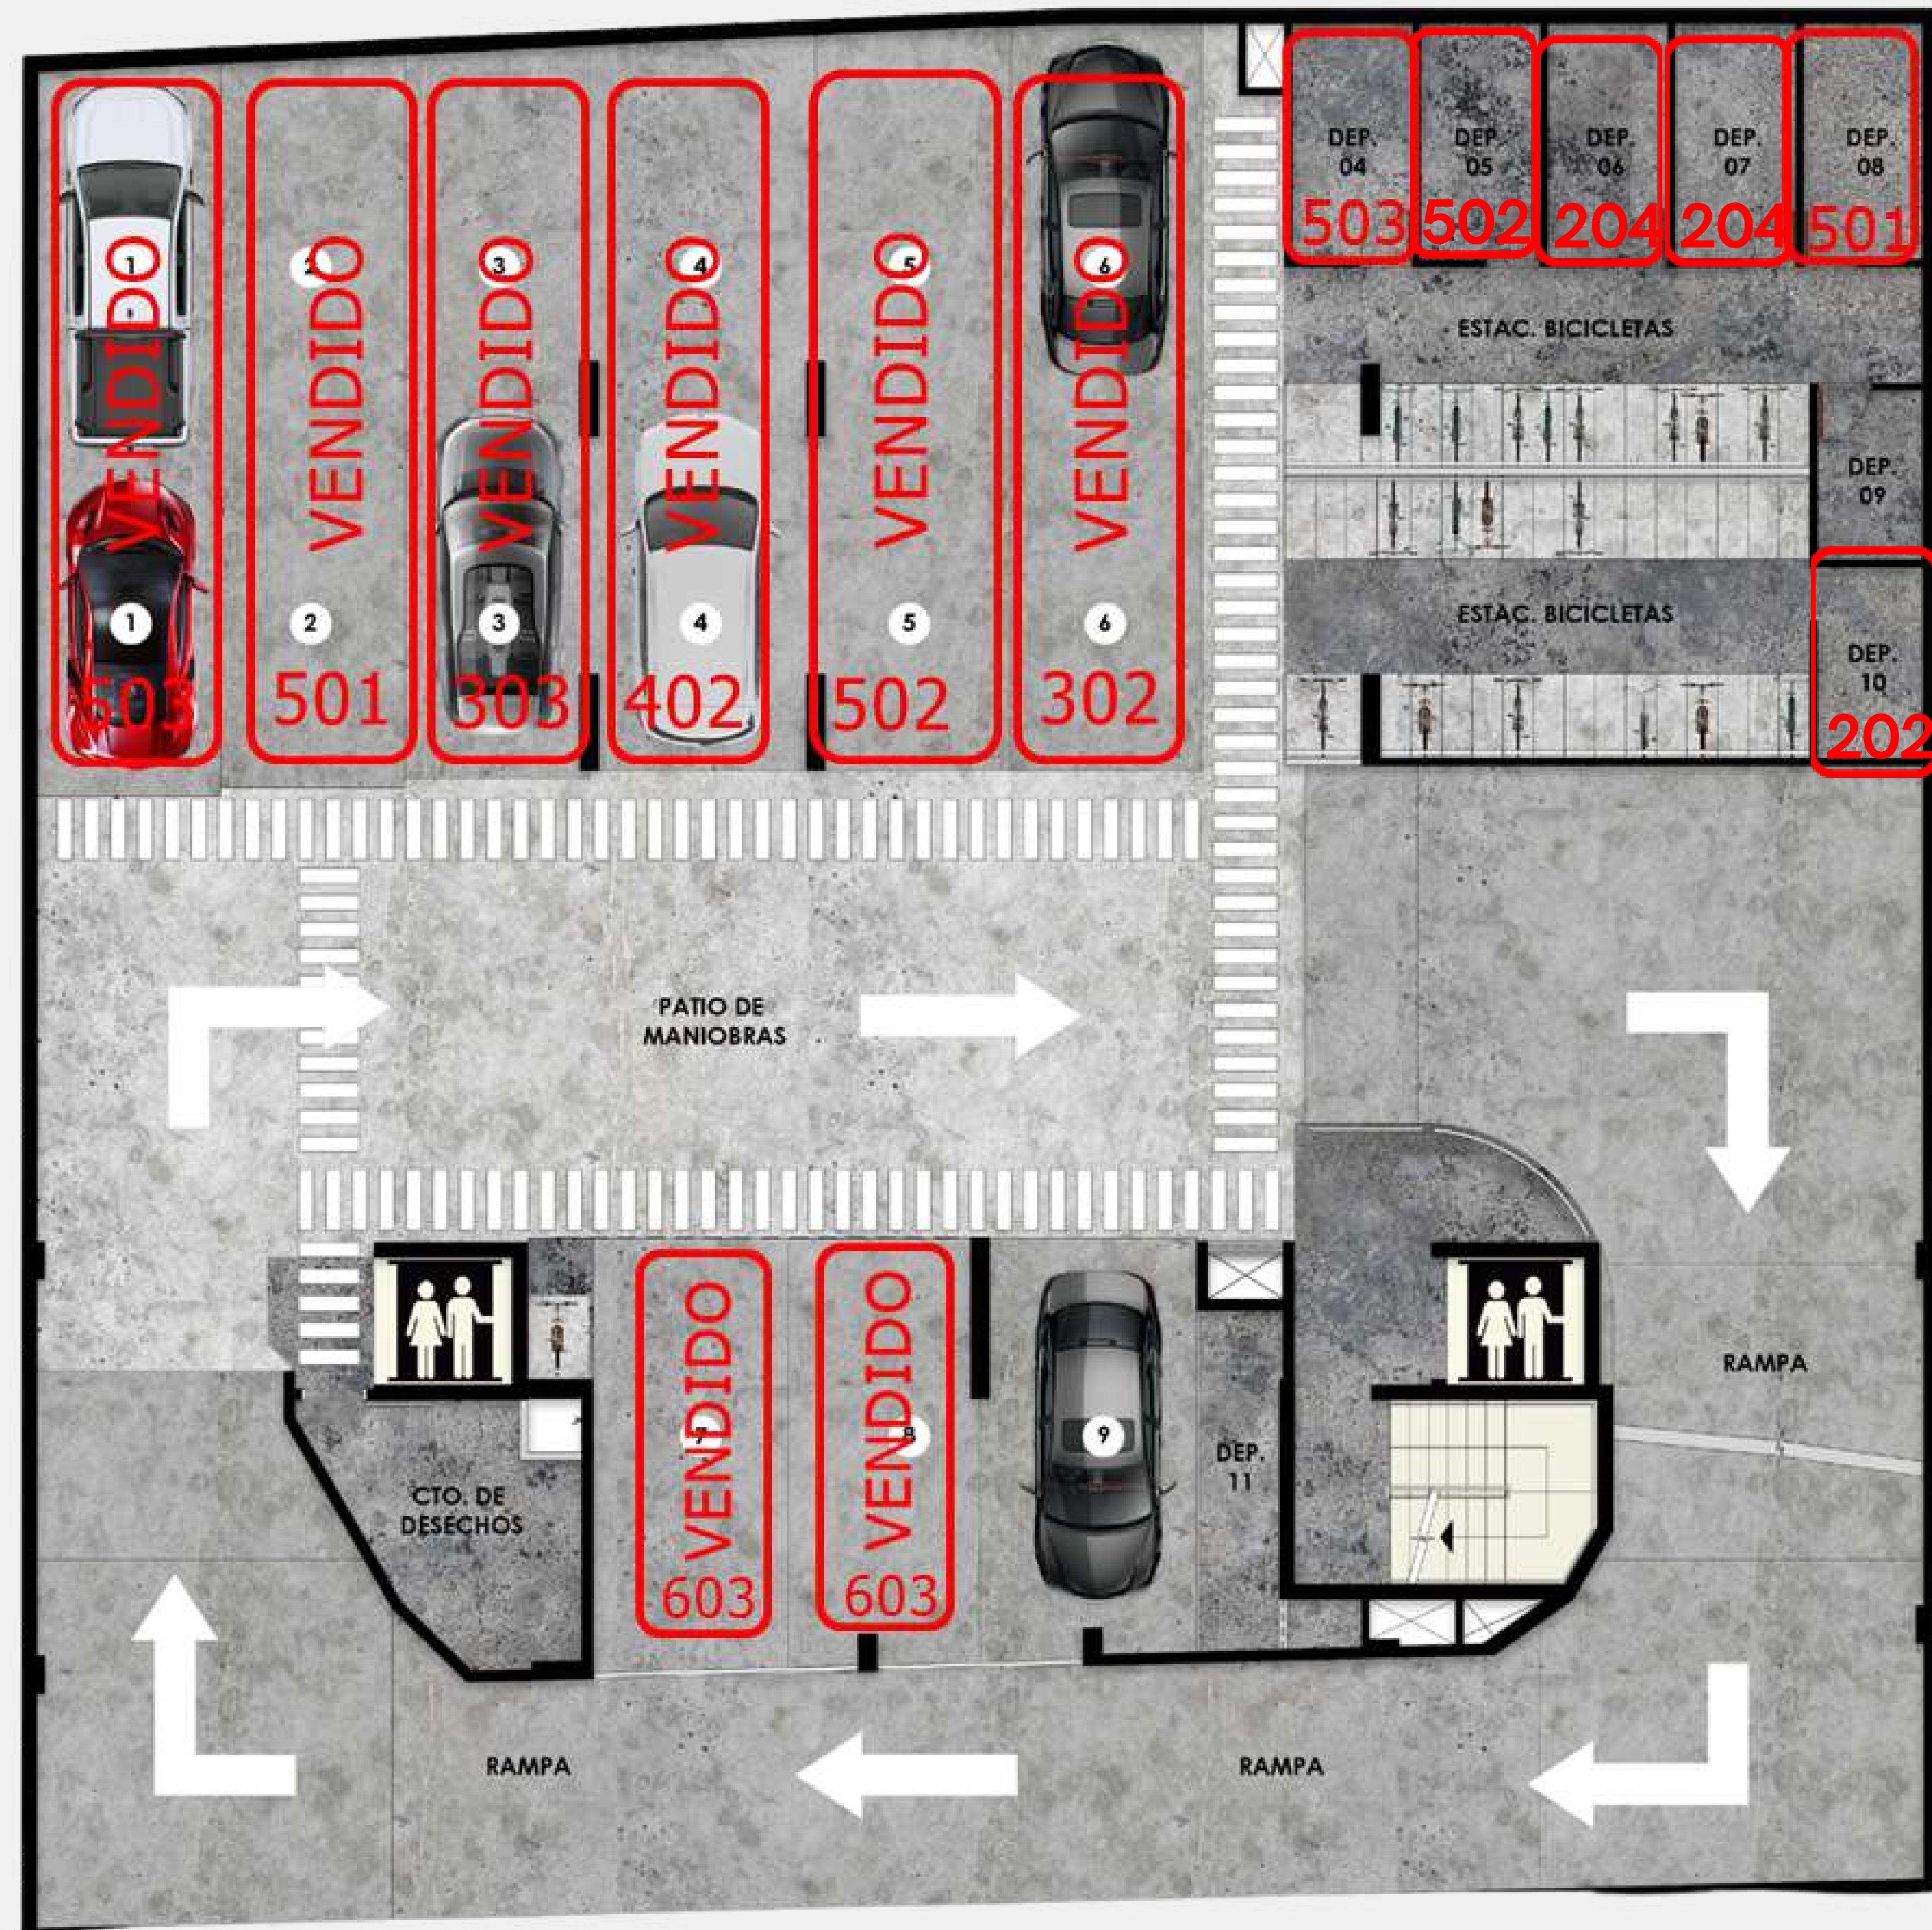 DEP.
04
503
DEP.
05
502
DEP.
06
204
DEP.
07
204
DEP.
08
501
1
VENDIDO
1
503
2
VENDIDO
2
501
3
VENDIDO
3
303
4
VENDIDO
4
402
5
VENDIDO
5
502
6
VENDIDO
6
302
ESTAC. BICICLETAS
DEP.
09
ESTAC. BICICLETAS
DEP.
10
202
PATIO DE
MANIOBRAS
7
VENDIDO
603
8
VENDIDO
603
9
DEP.
11
RAMPA
CTO. DE
DESECHOS
RAMPA
RAMPA